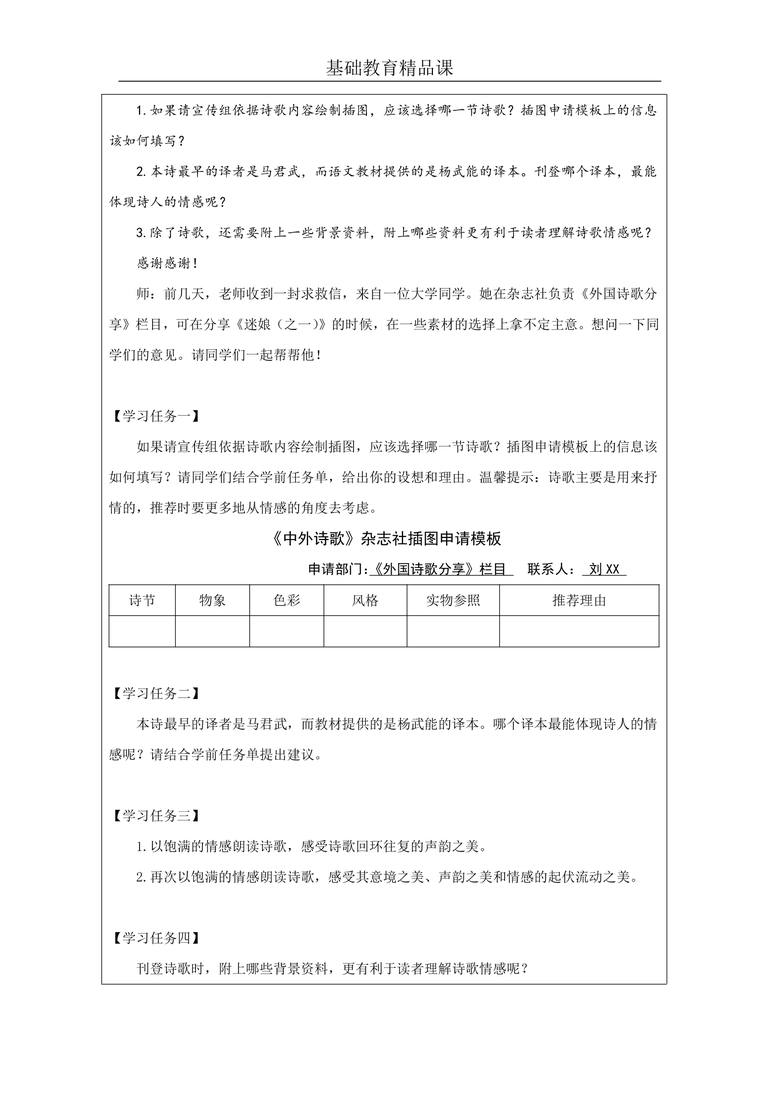 基础教育精品课
1.如果请宣传组依据诗歌内容绘制插图，应该选择哪一节诗歌？插图申请模板上的信息
该如何填写？
2.本诗最早的译者是马君武，而语文教材提供的是杨武能的译本。刊登哪个译本，最能
体现诗人的情感呢？
3.除了诗歌，还需要附上一些背景资料，附上哪些资料更有利于读者理解诗歌情感呢？
感谢感谢！
师：前几天，老师收到一封求救信，来自一位大学同学。她在杂志社负责《外国诗歌分
享》栏目，可在分享《迷娘（之一）》的时候，在一些素材的选择上拿不定主意。想问一下同
学们的意见。请同学们一起帮帮他！
【学习任务一】
如果请宣传组依据诗歌内容绘制插图，应该选择哪一节诗歌？插图申请模板上的信息该
如何填写？请同学们结合学前任务单，给出你的设想和理由。温馨提示：诗歌主要是用来抒
情的，推荐时要更多地从情感的角度去考虑。
《中外诗歌》杂志社插图申请模板
申请部门：《外国诗歌分享》栏目 联系人： 刘 XX
诗节 物象 色彩 风格 实物参照 推荐理由
【学习任务二】
本诗最早的译者是马君武，而教材提供的是杨武能的译本。哪个译本最能体现诗人的情
感呢？请结合学前任务单提出建议。
【学习任务三】
1.以饱满的情感朗读诗歌，感受诗歌回环往复的声韵之美。
2.再次以饱满的情感朗读诗歌，感受其意境之美、声韵之美和情感的起伏流动之美。
【学习任务四】
刊登诗歌时，附上哪些背景资料，更有利于读者理解诗歌情感呢？